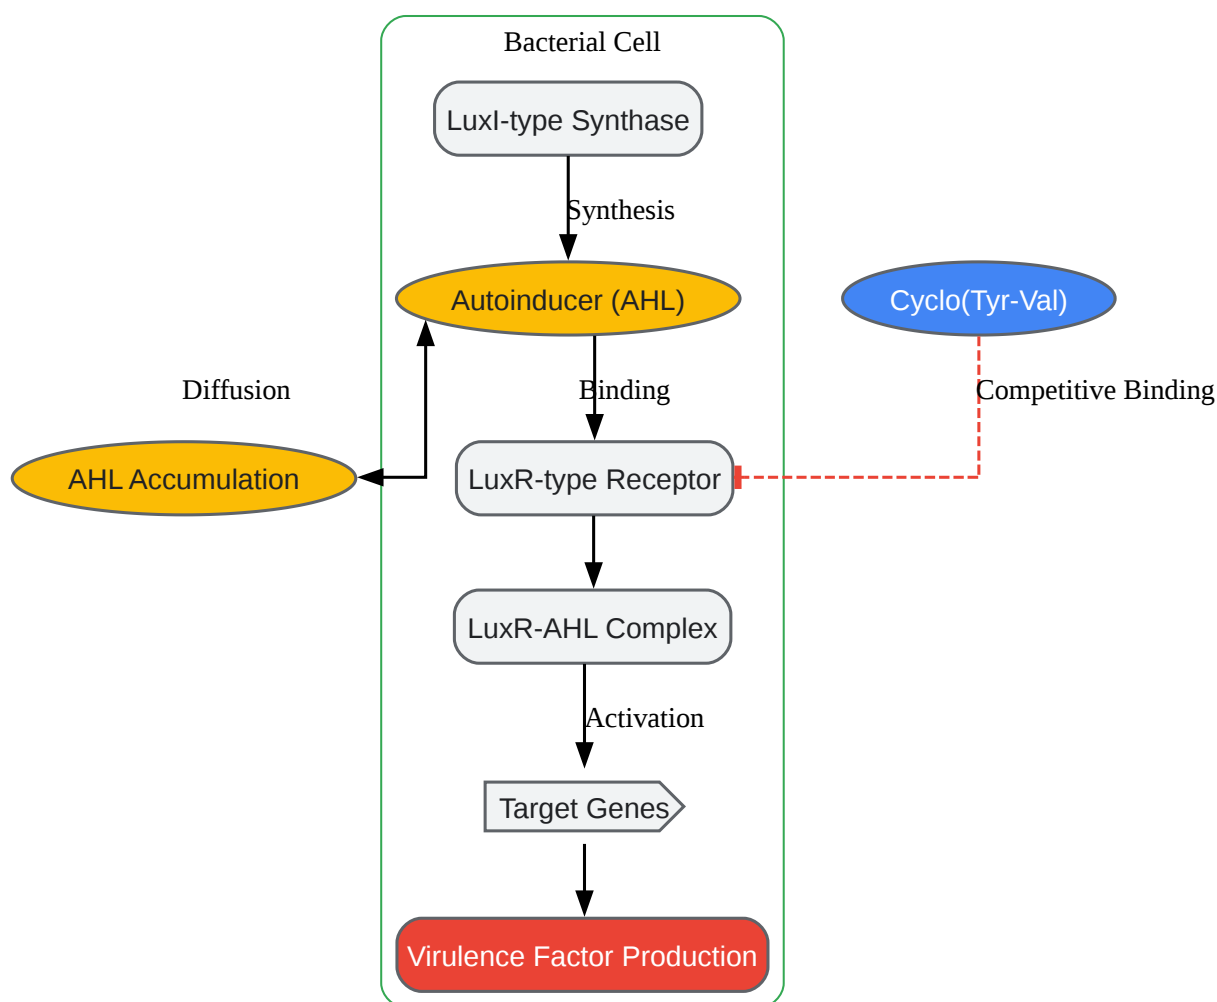 Bacterial Cell
LuxI-type Synthase
Synthesis
Autoinducer (AHL)
Cyclo(Tyr-Val)
Diffusion
Binding
Competitive Binding
AHL Accumulation
LuxR-type Receptor
LuxR-AHL Complex
Activation
Target Genes
Virulence Factor Production